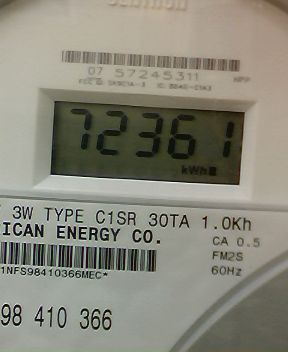 07 57245311
72361
kWh
3W TYPE C1SR 30TA 1.0Kh
ICAN ENERGY CO.
CA 0.5
FM2S
60Hz
1NFS98410366MEC*
98 410 366